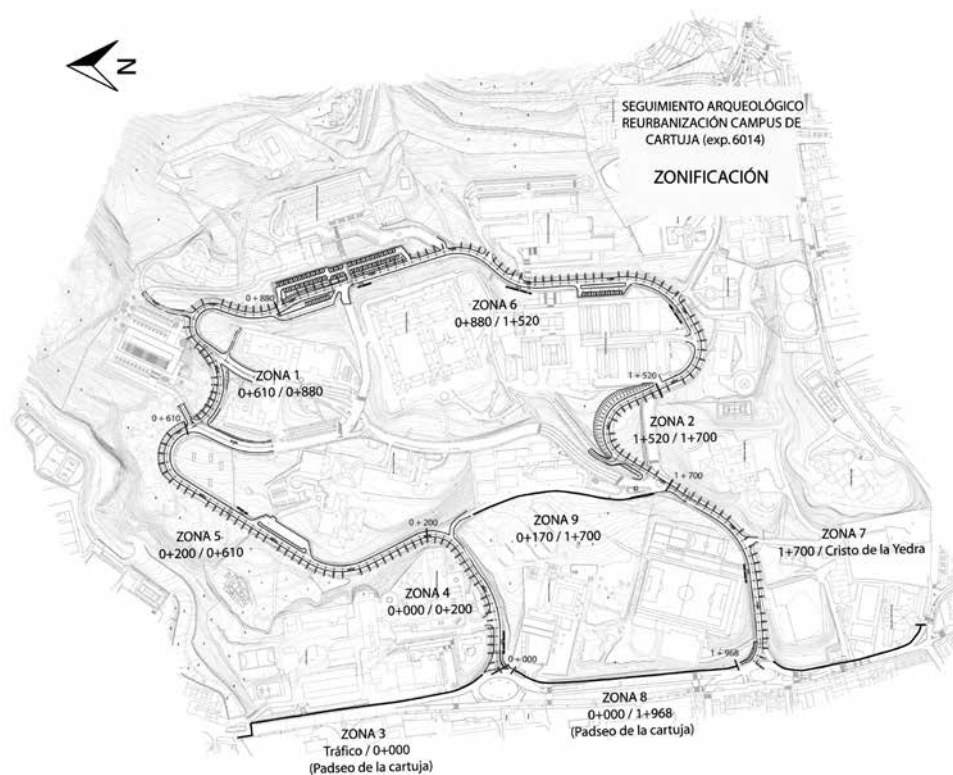 N
SEGUIMIENTO ARQUEOLÓGICO
REURBANIZACIÓN CAMPUS DE
CARTUJA (exp. 6014)
ZONIFICACIÓN
0 + 880
ZONA 6
0+880 / 1+520
ZONA 1
0+610 / 0+880
1 + 520
0 + 610
ZONA 2
1+520 / 1+700
1 + 700
0 + 200
ZONA 9
0+170 / 1+700
ZONA 7
1+700 / Cristo de la Yedra
ZONA 5
0+200 / 0+610
ZONA 4
0+000 / 0+200
0 + 000
1 + 968
ZONA 8
0+000 / 1+968
(Padseo de la cartuja)
ZONA 3
Tráfico / 0+000
(Padseo de la cartuja)